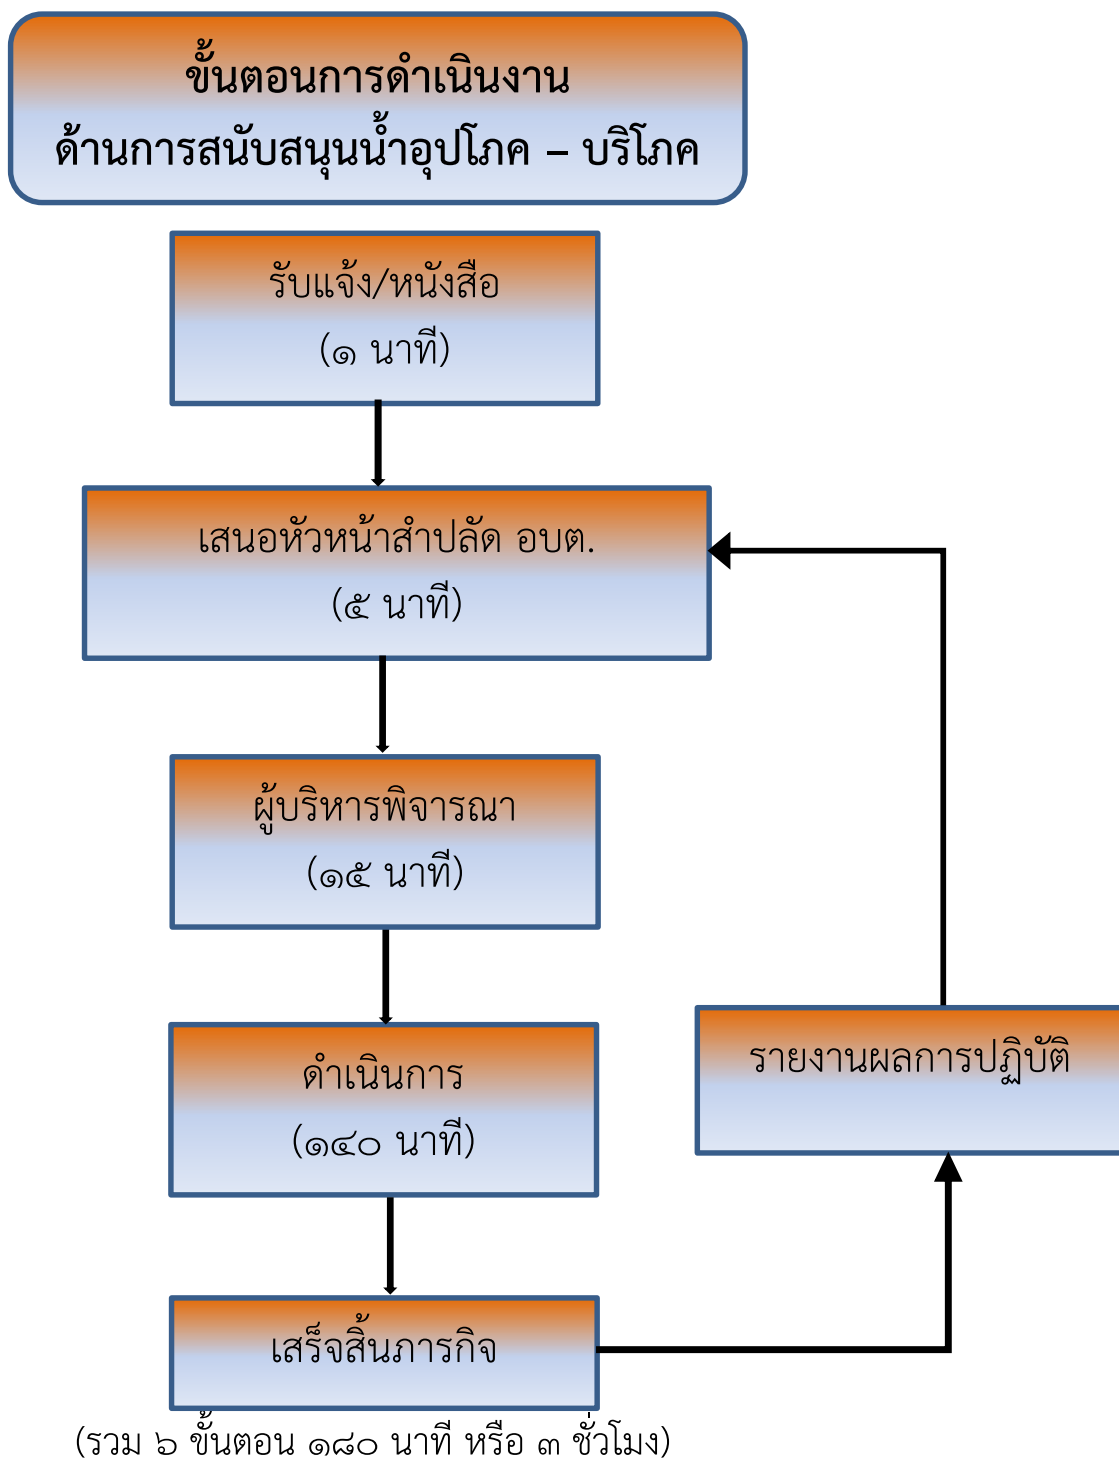 ขั้นตอนการดำเนินงาน
ด้านการสนับสนุนน้ำอุปโภค – บริโภค
รับแจ้ง/หนังสือ
(๑ นาที)
เสนอหัวหน้าสำปลัด อบต.
(๕ นาที)
ผู้บริหารพิจารณา
(๑๕ นาที)
ดำเนินการ
(๑๔๐ นาที)
รายงานผลการปฏิบัติ
เสร็จสิ้นภารกิจ
(รวม ๖ ขั้นตอน ๑๘๐ นาที หรือ ๓ ชั่วโมง)